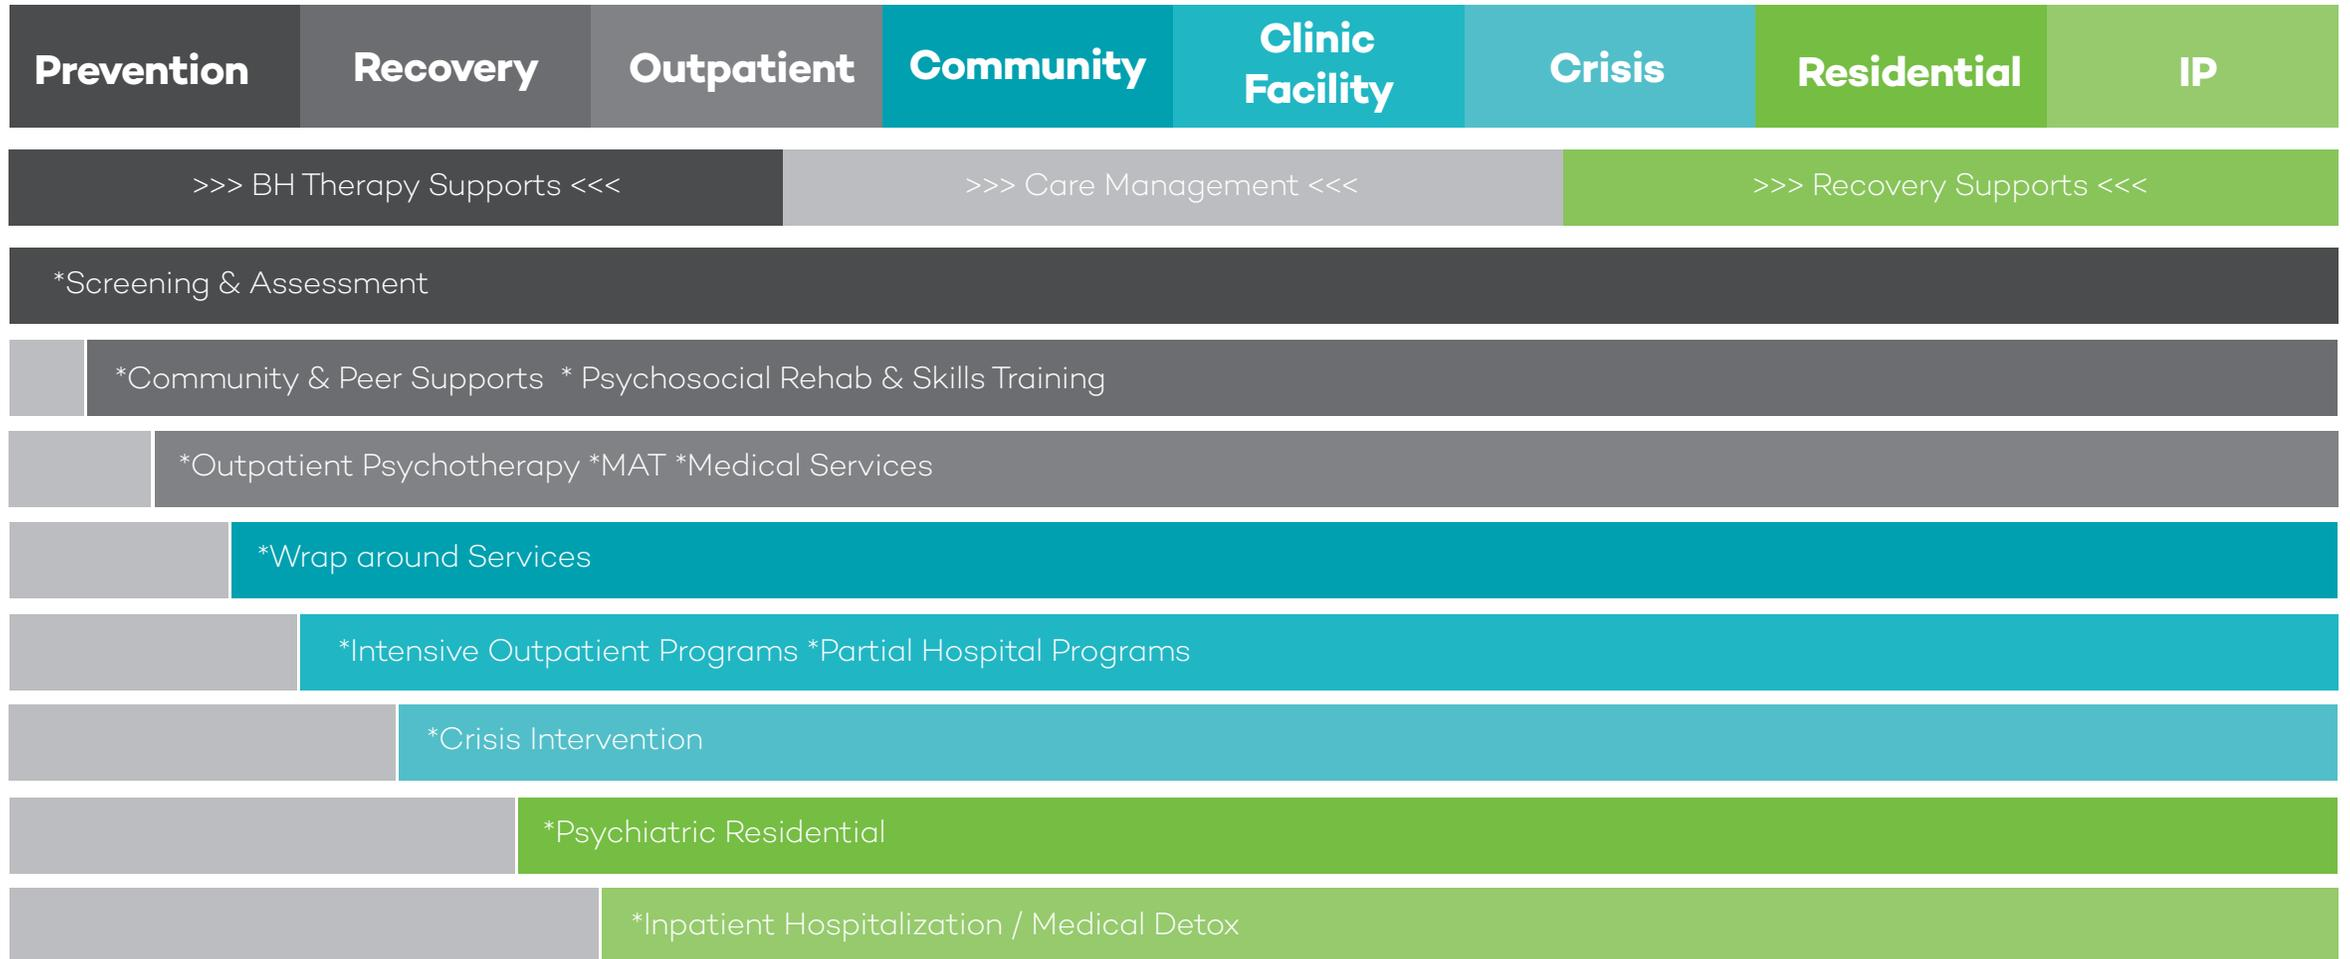 Prevention
Recovery
Outpatient
Community
Clinic
Facility
Crisis
Residential
IP
>>> BH Therapy Supports <<<
>>> Care Management <<<
>>> Recovery Supports <<<
*Screening & Assessment
*Community & Peer Supports * Psychosocial Rehab & Skills Training
*Outpatient Psychotherapy *MAT *Medical Services
*Wrap around Services
*Intensive Outpatient Programs *Partial Hospital Programs
*Crisis Intervention
*Psychiatric Residential
*Inpatient Hospitalization / Medical Detox